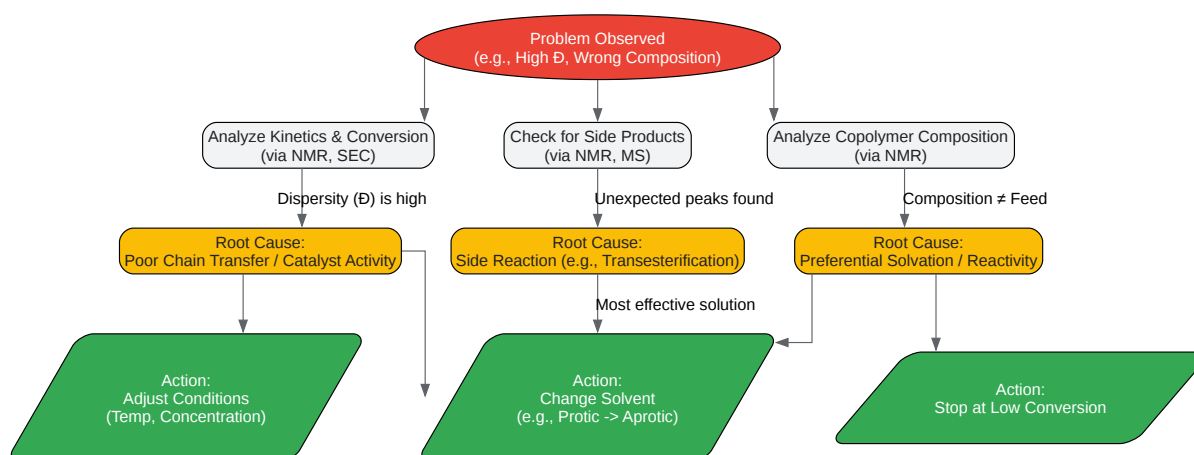 Problem Observed
(e.g., High Đ, Wrong Composition)
Analyze Kinetics & Conversion
(via NMR, SEC)
Check for Side Products
(via NMR, MS)
Analyze Copolymer Composition
(via NMR)
Dispersity (Đ) is high
Unexpected peaks found
Composition ≠ Feed
Root Cause:
Poor Chain Transfer / Catalyst Activity
Root Cause:
Side Reaction (e.g., Transesterification)
Root Cause:
Preferential Solvation / Reactivity
Most effective solution
Action:
Adjust Conditions
(Temp, Concentration)
Action:
Change Solvent
(e.g., Protic -> Aprotic)
Action:
Stop at Low Conversion